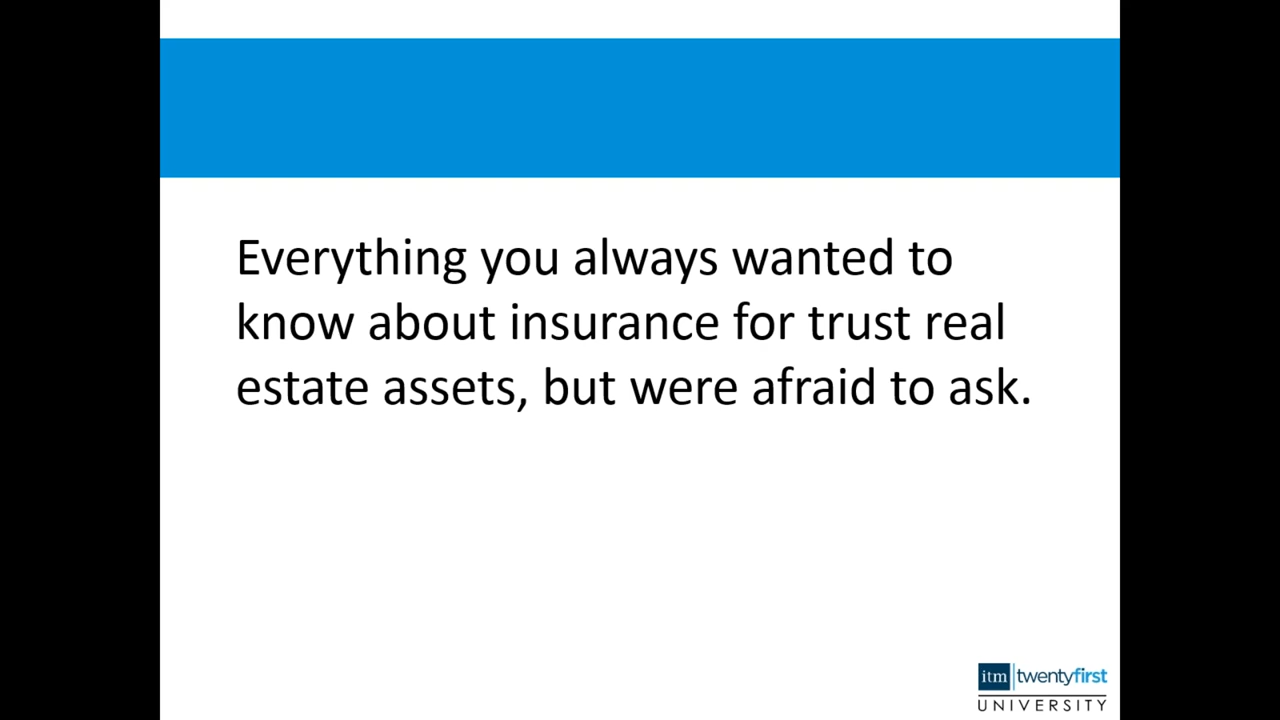 Everything you always wanted to
know about insurance for trust real
estate assets, but were afraid to ask.
itm twentyfirst
UNIVERSITY